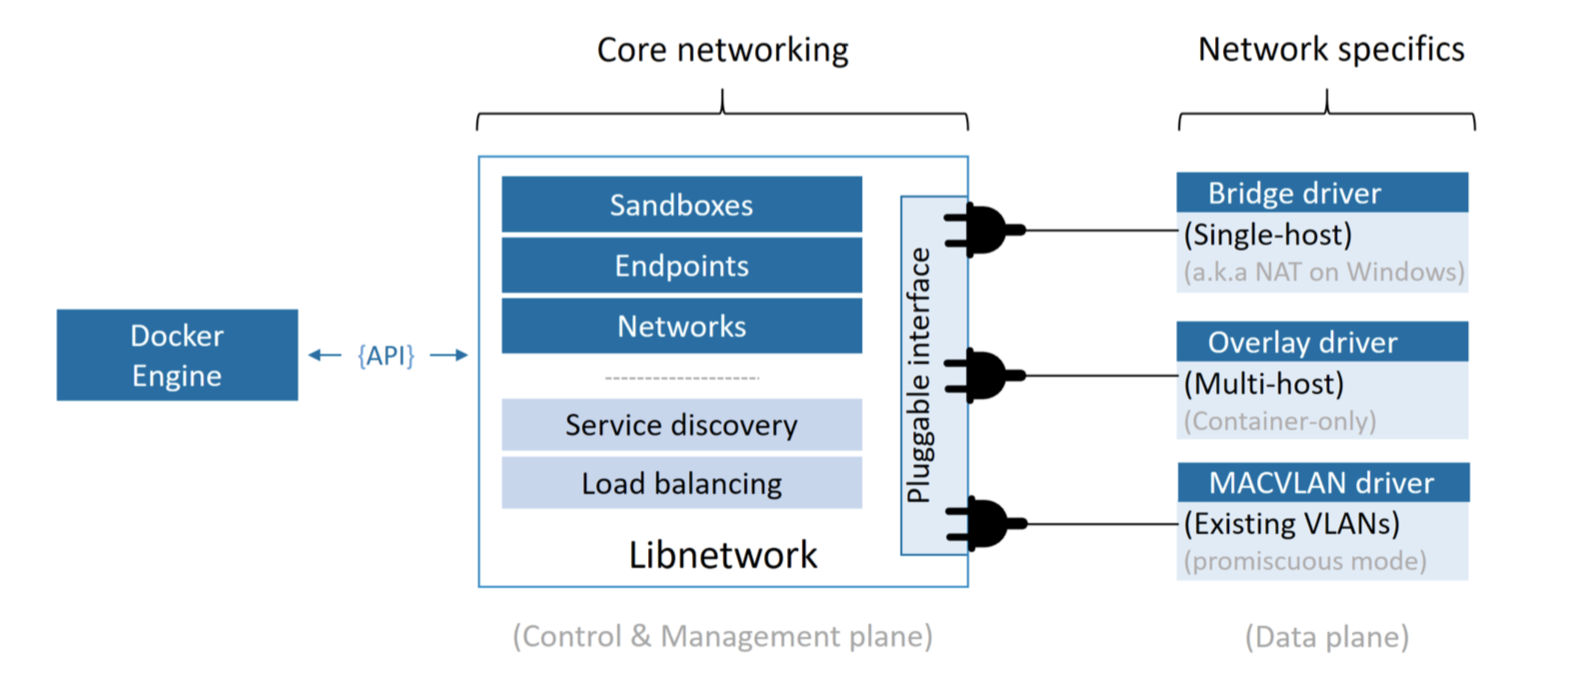 Core networking
Network specifics
Docker
Engine
{API}
Sandboxes
Endpoints
Networks
Service discovery
Load balancing
Libnetwork
Pluggable interface
Bridge driver
(Single-host)
(a.k.a NAT on Windows)
Overlay driver
(Multi-host)
(Container-only)
MACVLAN driver
(Existing VLANs)
(promiscuous mode)
(Control & Management plane)
(Data plane)